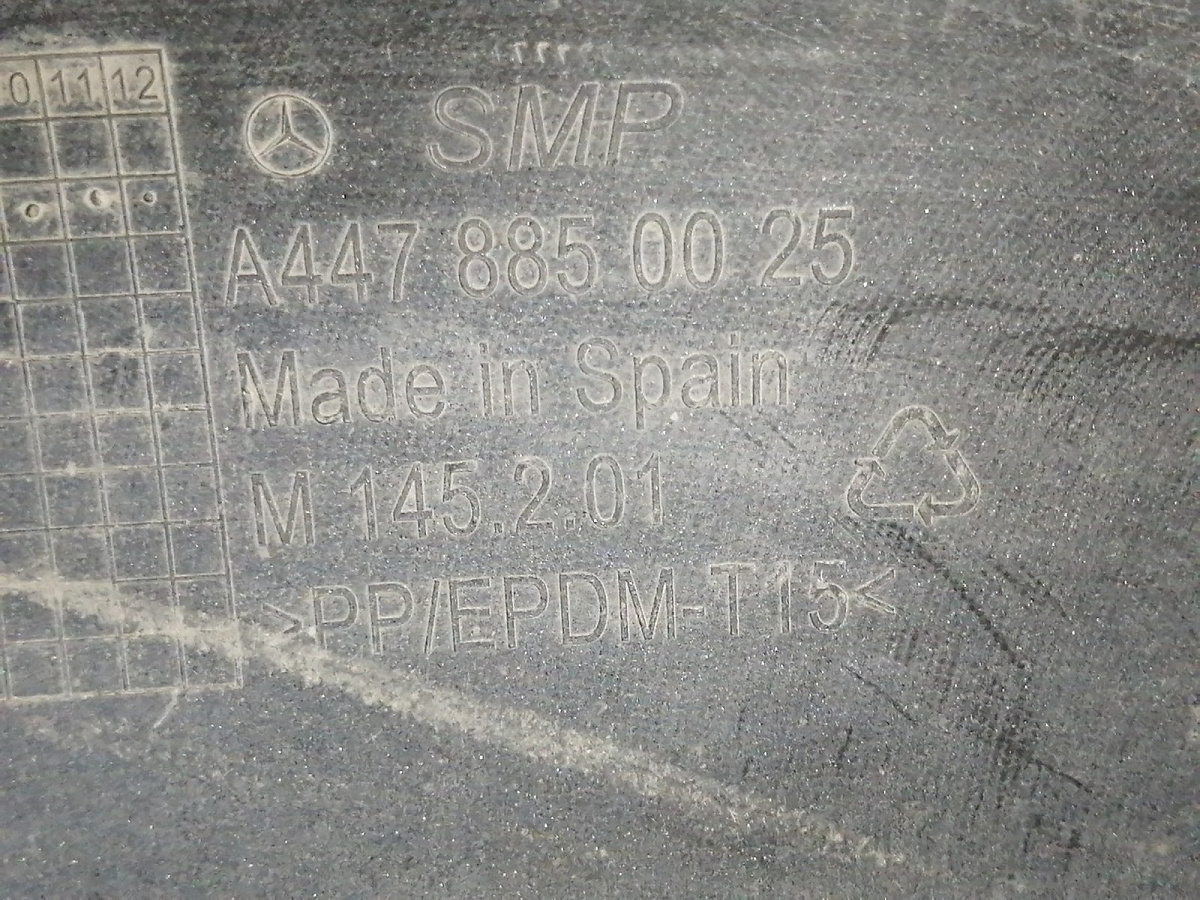 0 11 12
SMP
A447 885 00 25
Made in Spain
M 145.2.01
>PP/EPDM-T15<